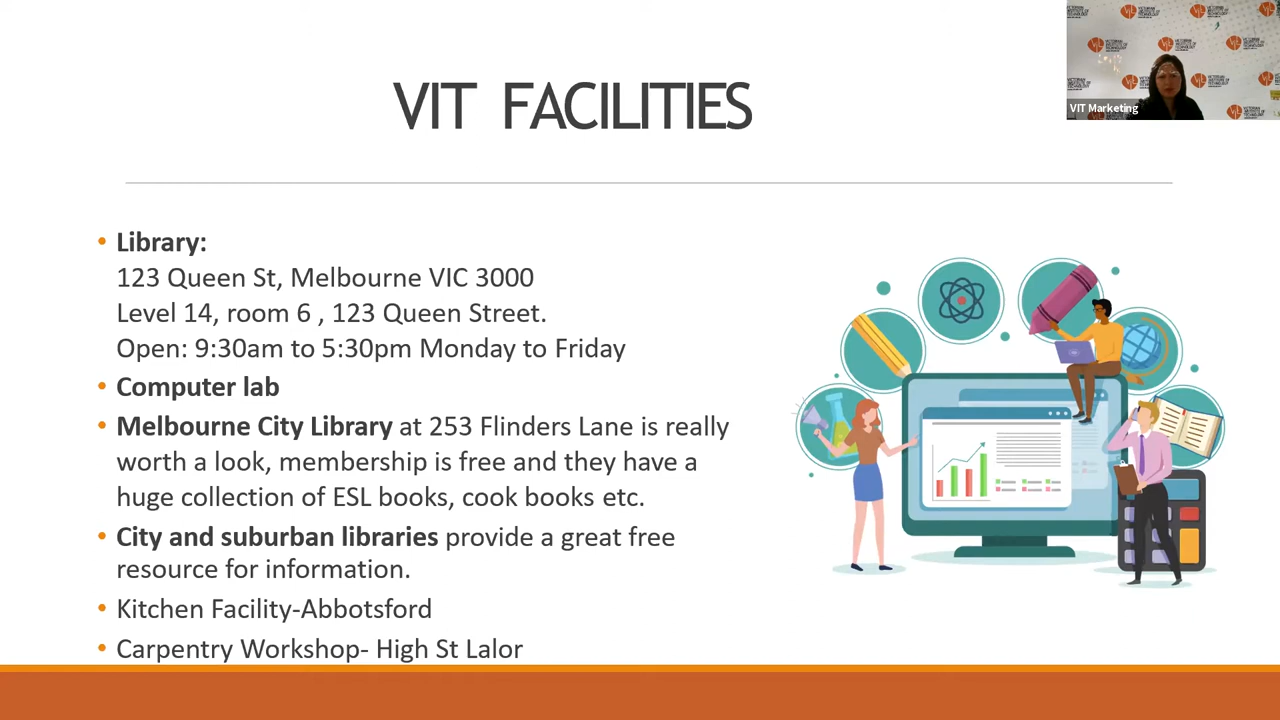 VIT FACILITIES
VIT Marketing
• Library:
123 Queen St, Melbourne VIC 3000
Level 14, room 6 , 123 Queen Street.
Open: 9:30am to 5:30pm Monday to Friday
• Computer lab
• Melbourne City Library at 253 Flinders Lane is really
worth a look, membership is free and they have a
huge collection of ESL books, cook books etc.
• City and suburban libraries provide a great free
resource for information.
• Kitchen Facility-Abbotsford
• Carpentry Workshop- High St Lalor